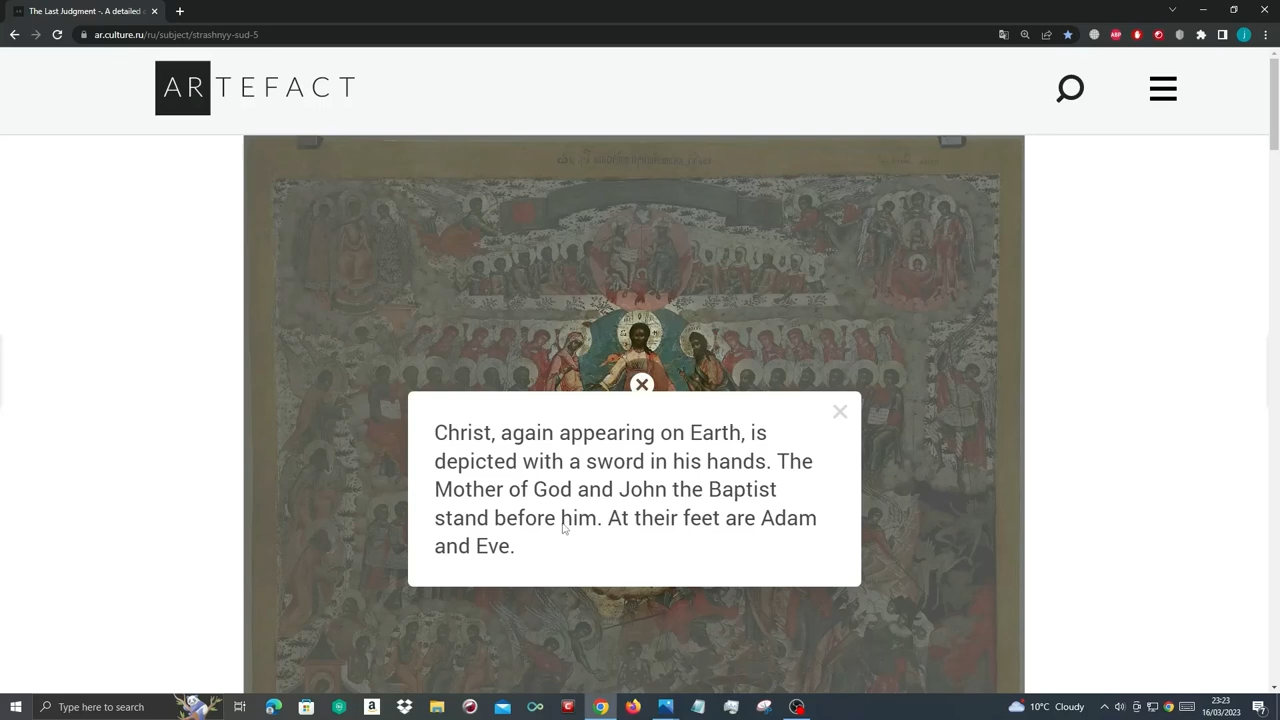 The Last Judgment -. A detailed c
ar.culture.ru/ru/subject/strashnyy-sud-5
ARTEFACT
Christ, again appearing on Earth, is
depicted with a sword in his hands. The
Mother of God and John the Baptist
stand before him. At their feet are Adam
and Eve.
Type here to search
10°C Cloudy
23:23
16/03/2023